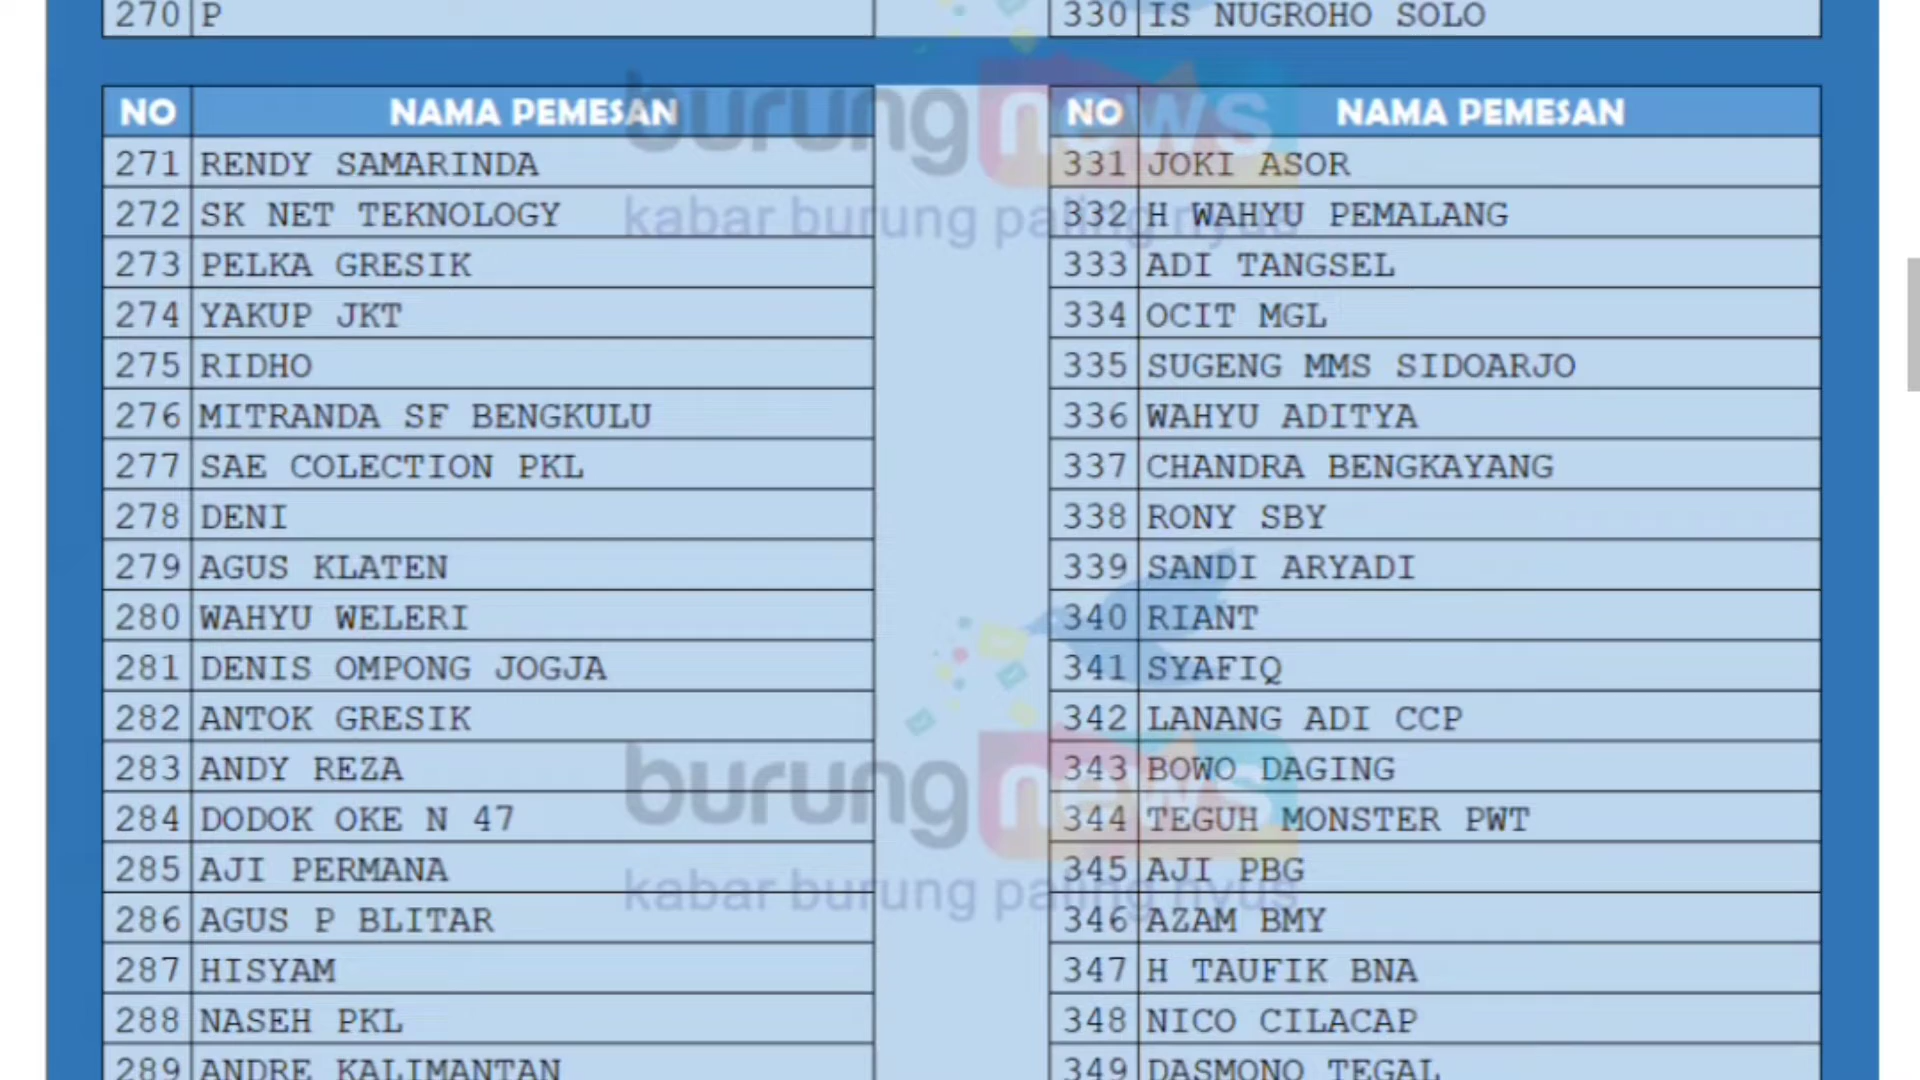 270 P
330 IS NUGROHO SOLO
NO NAMA PEMESAN
271 RENDY SAMARINDA
272 SK NET TEKNOLOGY
273 PELKA GRESIK
274 YAKUP JKT
275 RIDHO
276 MITRANDA SF BENGKULU
277 SAE COLECTION PKL
278 DENI
279 AGUS KLATEN
280 WAHYU WELERI
281 DENIS OMPONG JOGJA
282 ANTOK GRESIK
283 ANDY REZA
284 DODOK OKE N 47
285 AJI PERMANA
286 AGUS P BLITAR
287 HISYAM
288 NASEH PKL
289 ANDRE KALIMANTAN
NO NAMA PEMESAN
331 JOKI ASOR
332 H WAHYU PEMALANG
333 ADI TANGSEL
334 OCIT MGL
335 SUGENG MMS SIDOARJO
336 WAHYU ADITYA
337 CHANDRA BENGKAYANG
338 RONY SBY
339 SANDI ARYADI
340 RIANT
341 SYAFIQ
342 LANANG ADI CCP
343 BOWO DAGING
344 TEGUH MONSTER PWT
345 AJI PBG
346 AZAM BMY
347 H TAUFIK BNA
348 NICO CILACAP
349 DASMONO TEGAL
burung news
kabar burung paling nyus
burung news
kabar burung paling nyus